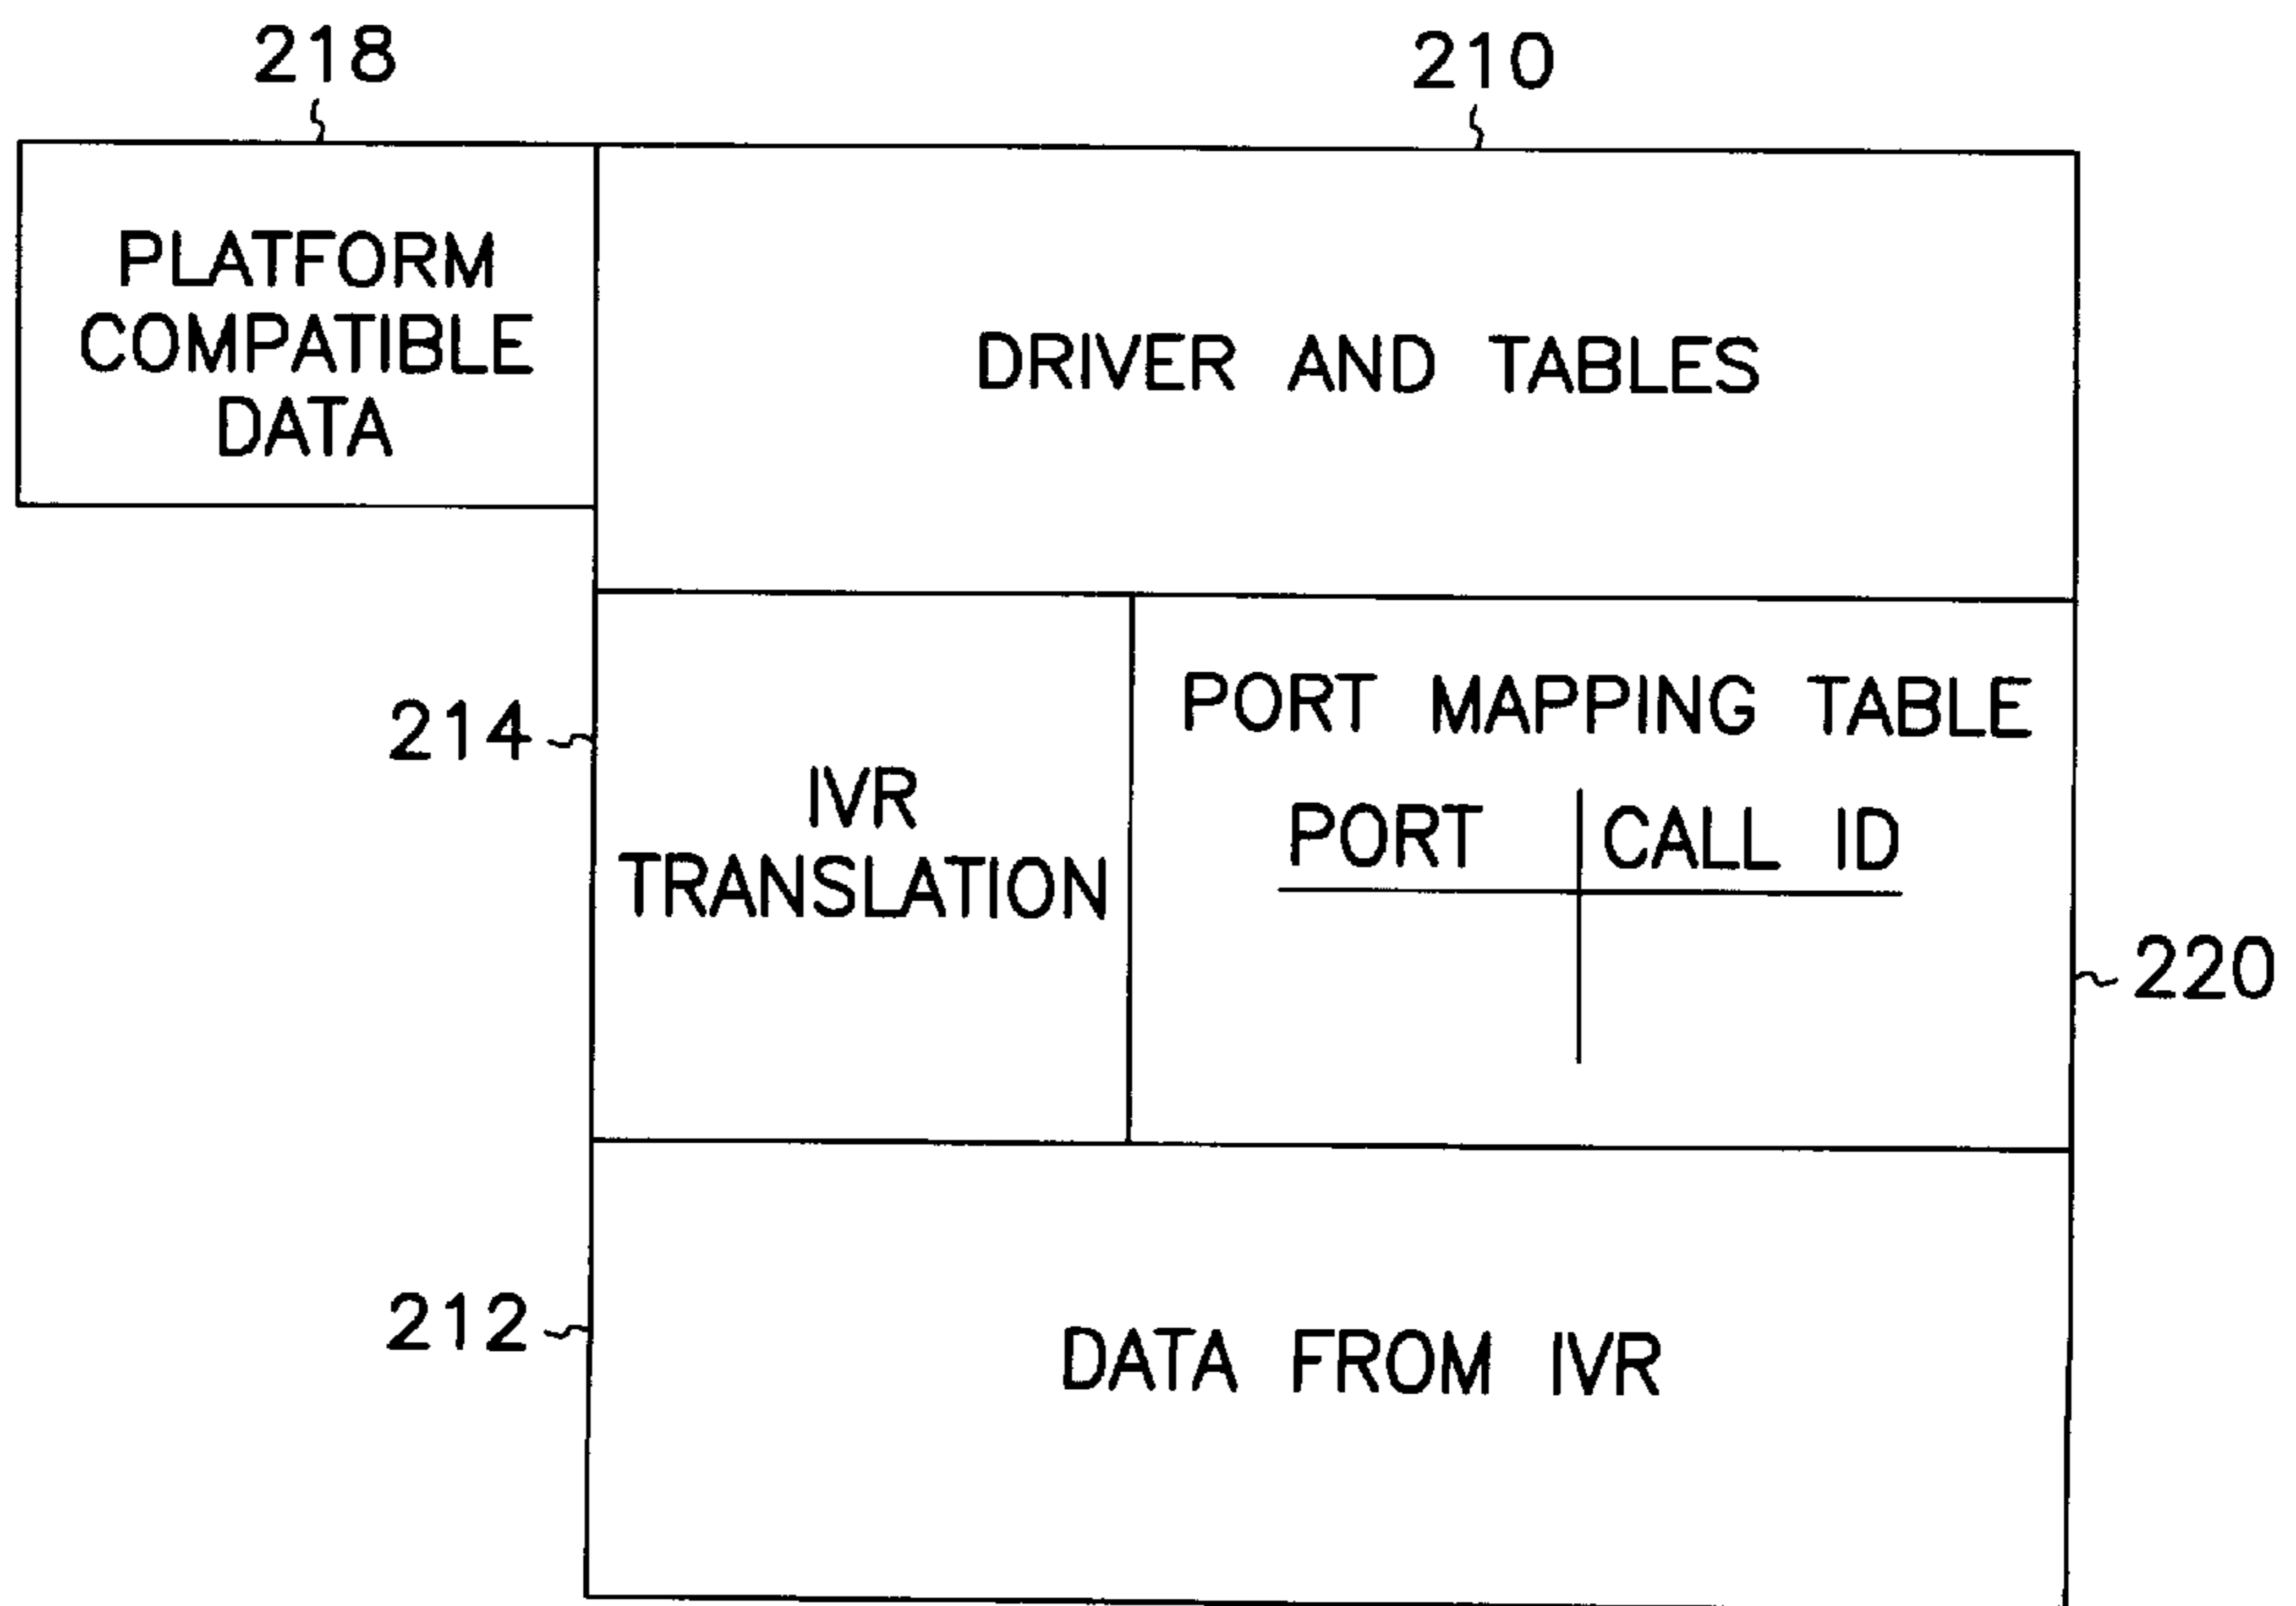 218
210
PLATFORM
COMPATIBLE
DATA
DRIVER AND TABLES
214
IVR
TRANSLATION
PORT MAPPING TABLE
PORT CALL ID
220
212
DATA FROM IVR